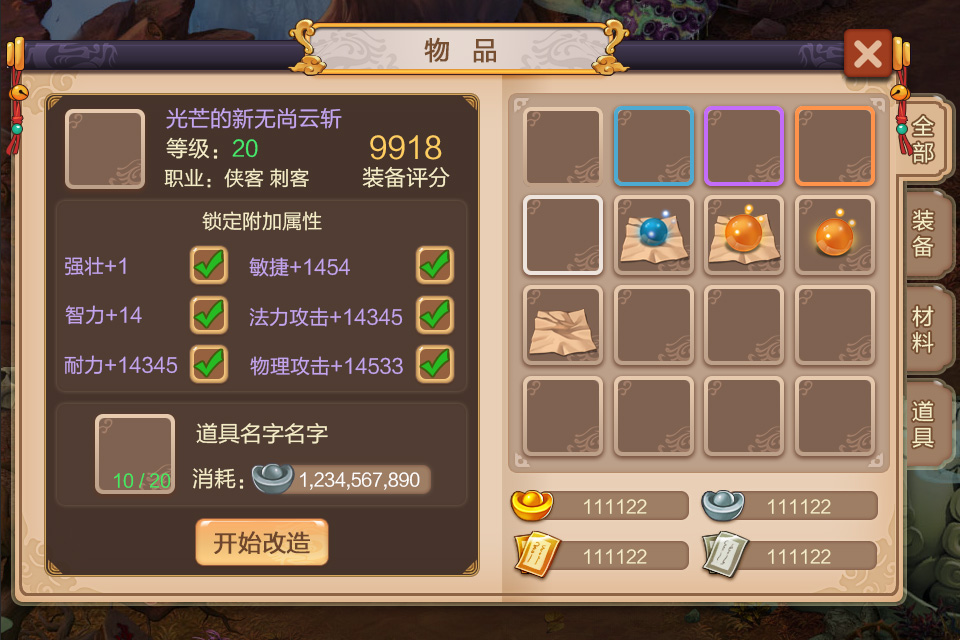 物 品
光芒的新无尚云斩
等级：20
职业：侠客 刺客
9918
装备评分
锁定附加属性
强壮+1
敏捷+1454
智力+14
法力攻击+14345
耐力+14345
物理攻击+14533
道具名字名字
10 / 20
消耗：1,234,567,890
开始改造
全部
装备
材料
道具
111122
111122
111122
111122